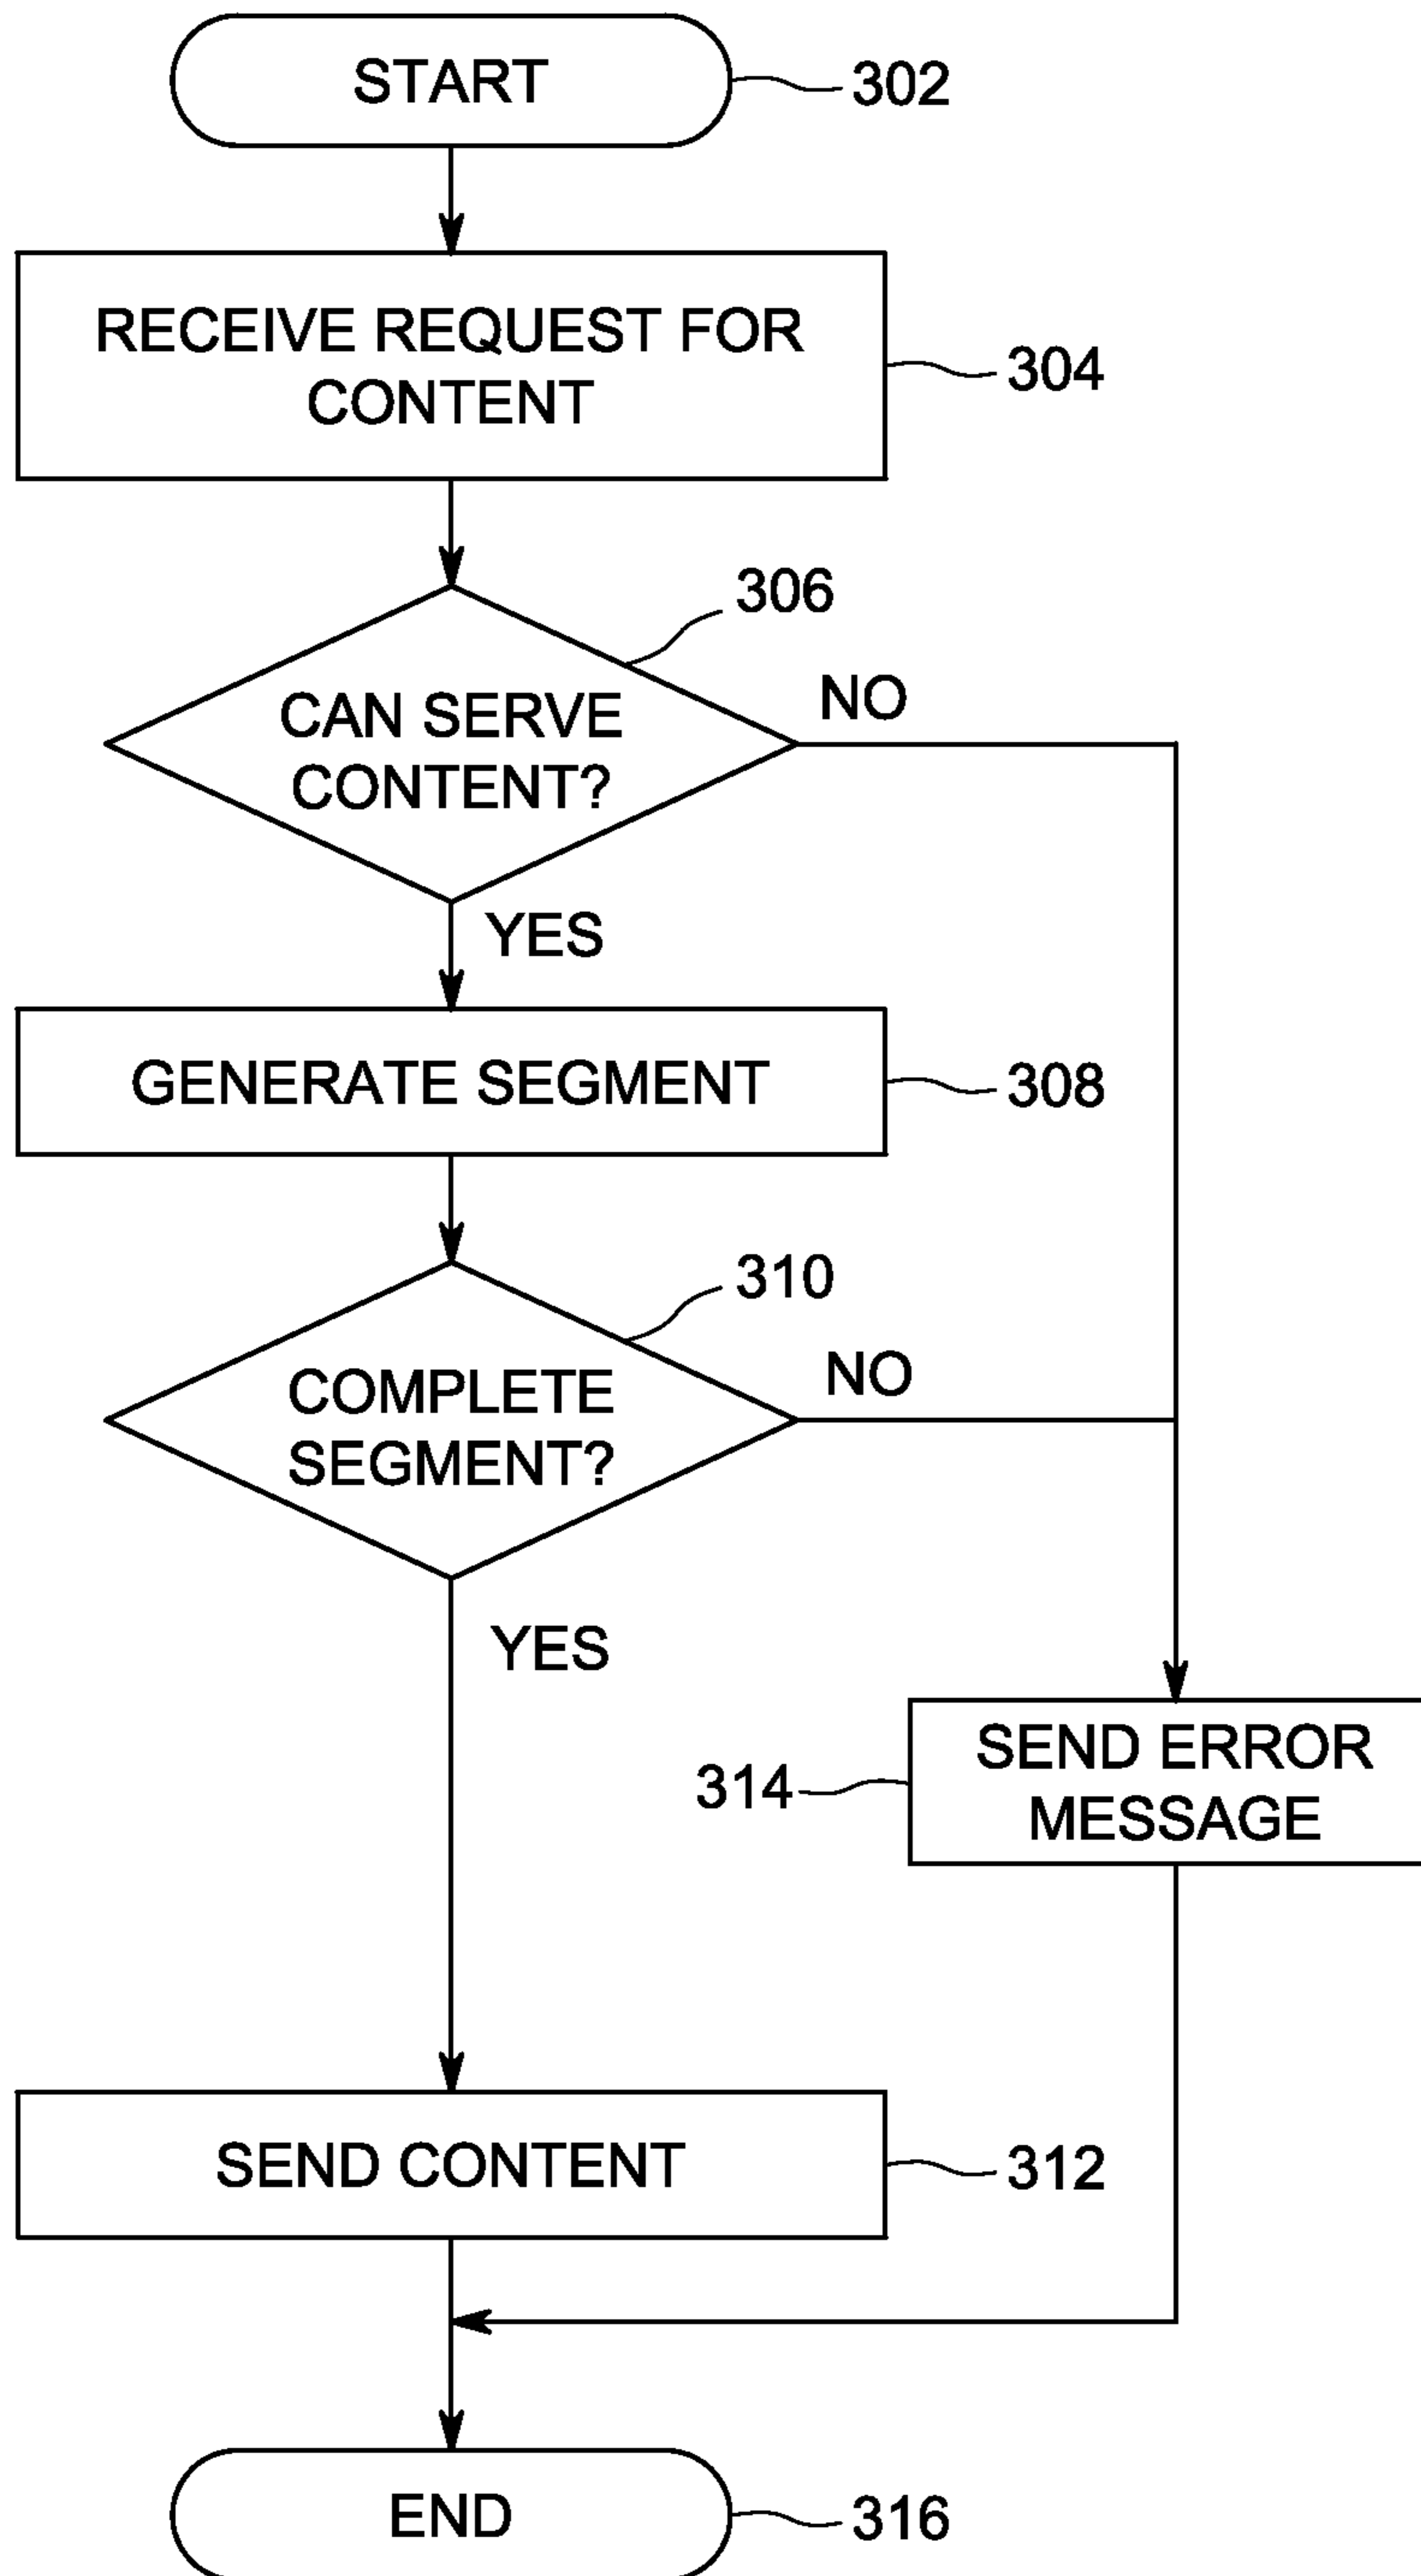 START
302
RECEIVE REQUEST FOR
CONTENT
304
306
CAN SERVE
CONTENT?
NO
YES
GENERATE SEGMENT
308
310
COMPLETE
SEGMENT?
NO
YES
SEND ERROR
MESSAGE
314
SEND CONTENT
312
END
316